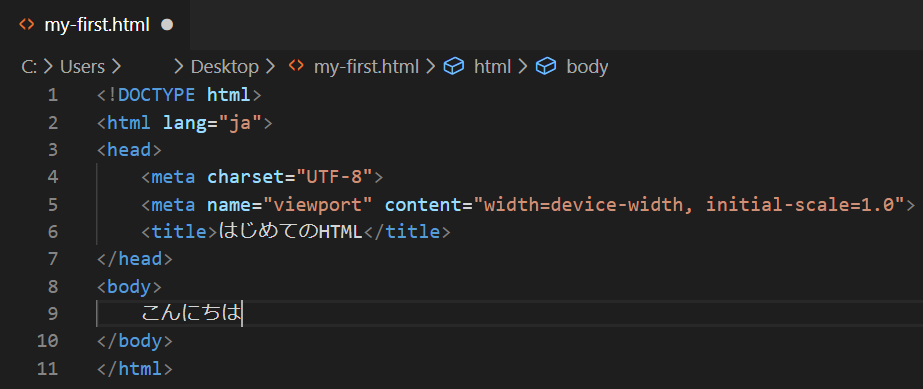 my-first.html
C: > Users > > Desktop > my-first.html > html > body
1 <!DOCTYPE html>
2 <html lang="ja">
3 <head>
4     <meta charset="UTF-8">
5     <meta name="viewport" content="width=device-width, initial-scale=1.0">
6     <title>はじめてのHTML</title>
7 </head>
8 <body>
9     こんにちは
10 </body>
11 </html>